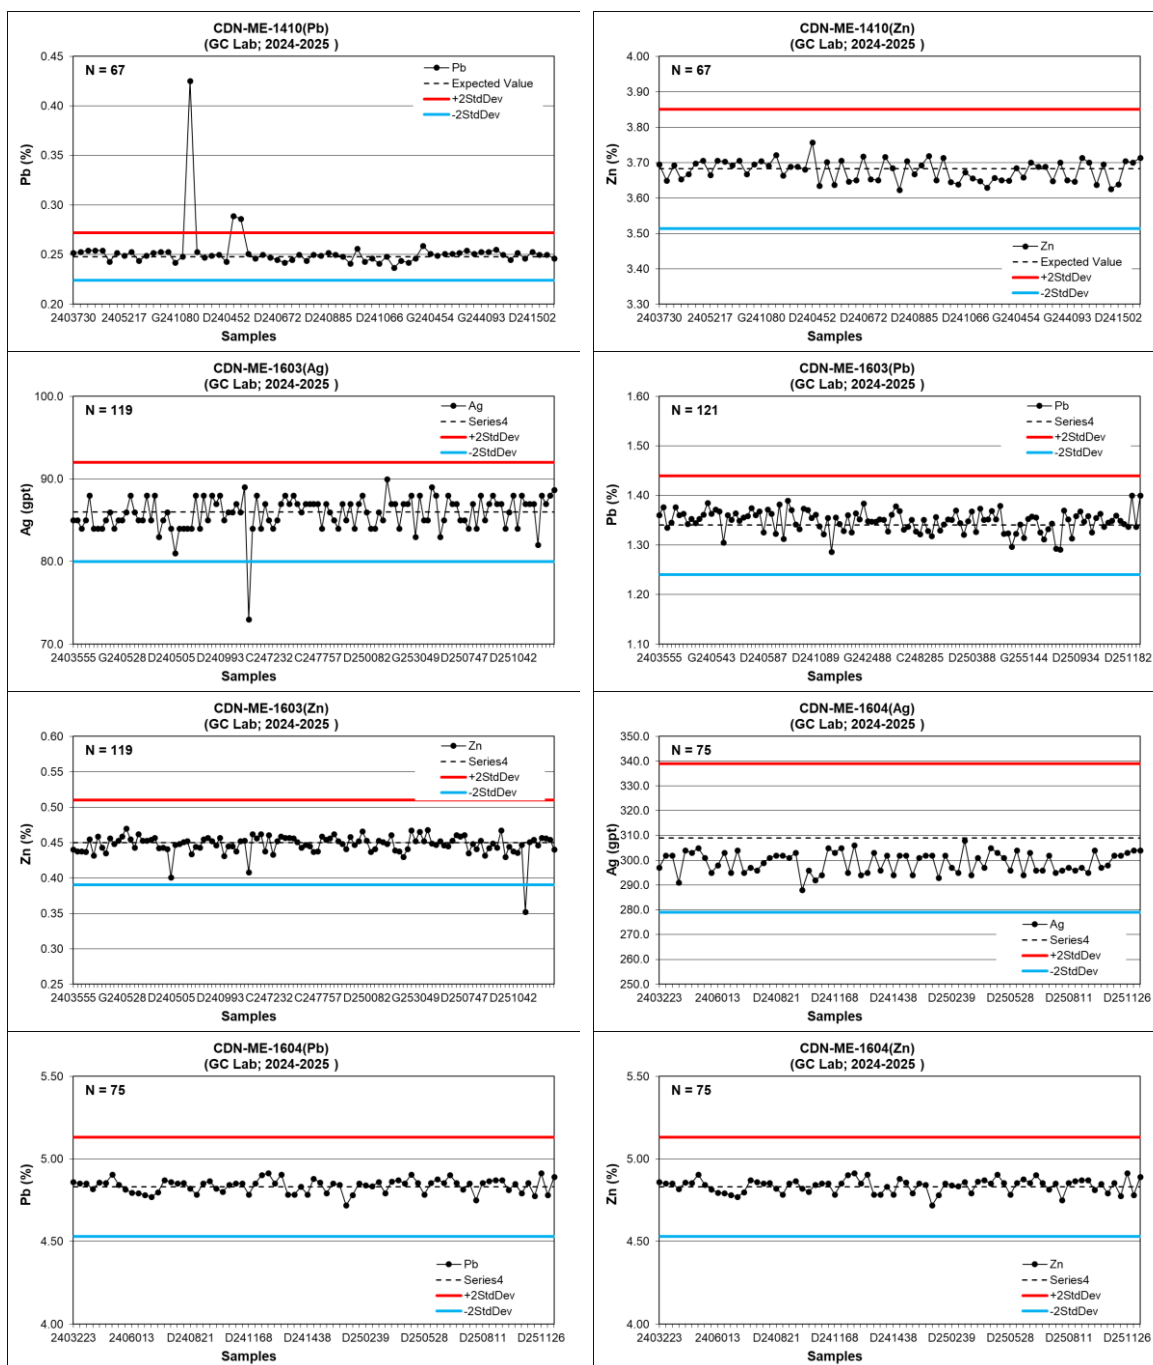 CDN-ME-1410(Pb)
(GC Lab; 2024-2025 )
N = 67
Pb
Expected Value
+2StdDev
-2StdDev
0.45
0.40
0.35
0.30
0.25
0.20
Pb (%)
2403730 2405217 G241080 D240452 D240672 D240885 D241066 G240454 G244093 D241502
Samples
CDN-ME-1410(Zn)
(GC Lab; 2024-2025 )
N = 67
4.00
3.90
3.80
3.70
3.60
3.50
3.40
3.30
Zn (%)
Zn
Expected Value
+2StdDev
-2StdDev
2403730 2405217 G241080 D240452 D240672 D240885 D241066 G240454 G244093 D241502
Samples
CDN-ME-1603(Ag)
(GC Lab; 2024-2025 )
N = 119
Ag
Series4
+2StdDev
-2StdDev
100.0
90.0
80.0
70.0
Ag (gpt)
2403555 G240528 D240505 D240993 C247232 C247757 D250082 G253049 D250747 D251042
Samples
CDN-ME-1603(Pb)
(GC Lab; 2024-2025 )
N = 121
Pb
Series4
+2StdDev
-2StdDev
1.60
1.50
1.40
1.30
1.20
1.10
Pb (%)
2403555 G240543 D240587 D241089 G242488 C248285 D250388 G255144 D250934 D251182
Samples
CDN-ME-1603(Zn)
(GC Lab; 2024-2025 )
N = 119
Zn
Series4
+2StdDev
-2StdDev
0.60
0.55
0.50
0.45
0.40
0.35
0.30
0.25
Zn (%)
2403555 G240528 D240505 D240993 C247232 C247757 D250082 G253049 D250747 D251042
Samples
CDN-ME-1604(Ag)
(GC Lab; 2024-2025 )
N = 75
350.0
340.0
330.0
320.0
310.0
300.0
290.0
280.0
270.0
260.0
250.0
Ag (gpt)
Ag
Series4
+2StdDev
-2StdDev
2403223 2406013 D240821 D241168 D241438 D250239 D250528 D250811 D251126
Samples
CDN-ME-1604(Pb)
(GC Lab; 2024-2025 )
N = 75
5.50
5.00
4.50
4.00
Pb (%)
Pb
Series4
+2StdDev
-2StdDev
2403223 2406013 D240821 D241168 D241438 D250239 D250528 D250811 D251126
Samples
CDN-ME-1604(Zn)
(GC Lab; 2024-2025 )
N = 75
5.50
5.00
4.50
4.00
Zn (%)
Zn
Series4
+2StdDev
-2StdDev
2403223 2406013 D240821 D241168 D241438 D250239 D250528 D250811 D251126
Samples